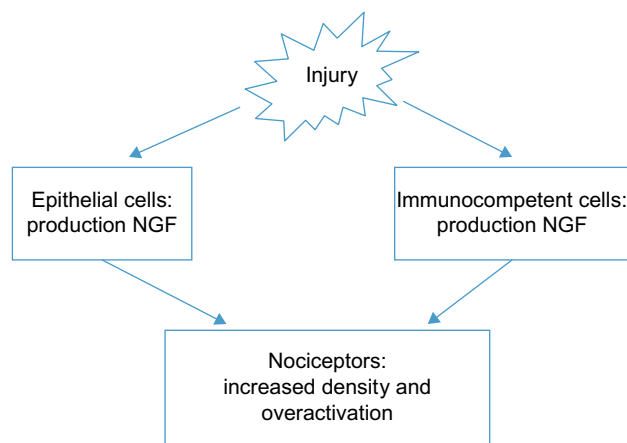 Injury
Epithelial cells:
production NGF
Immunocompetent cells:
production NGF
Nociceptors:
increased density and
overactivation